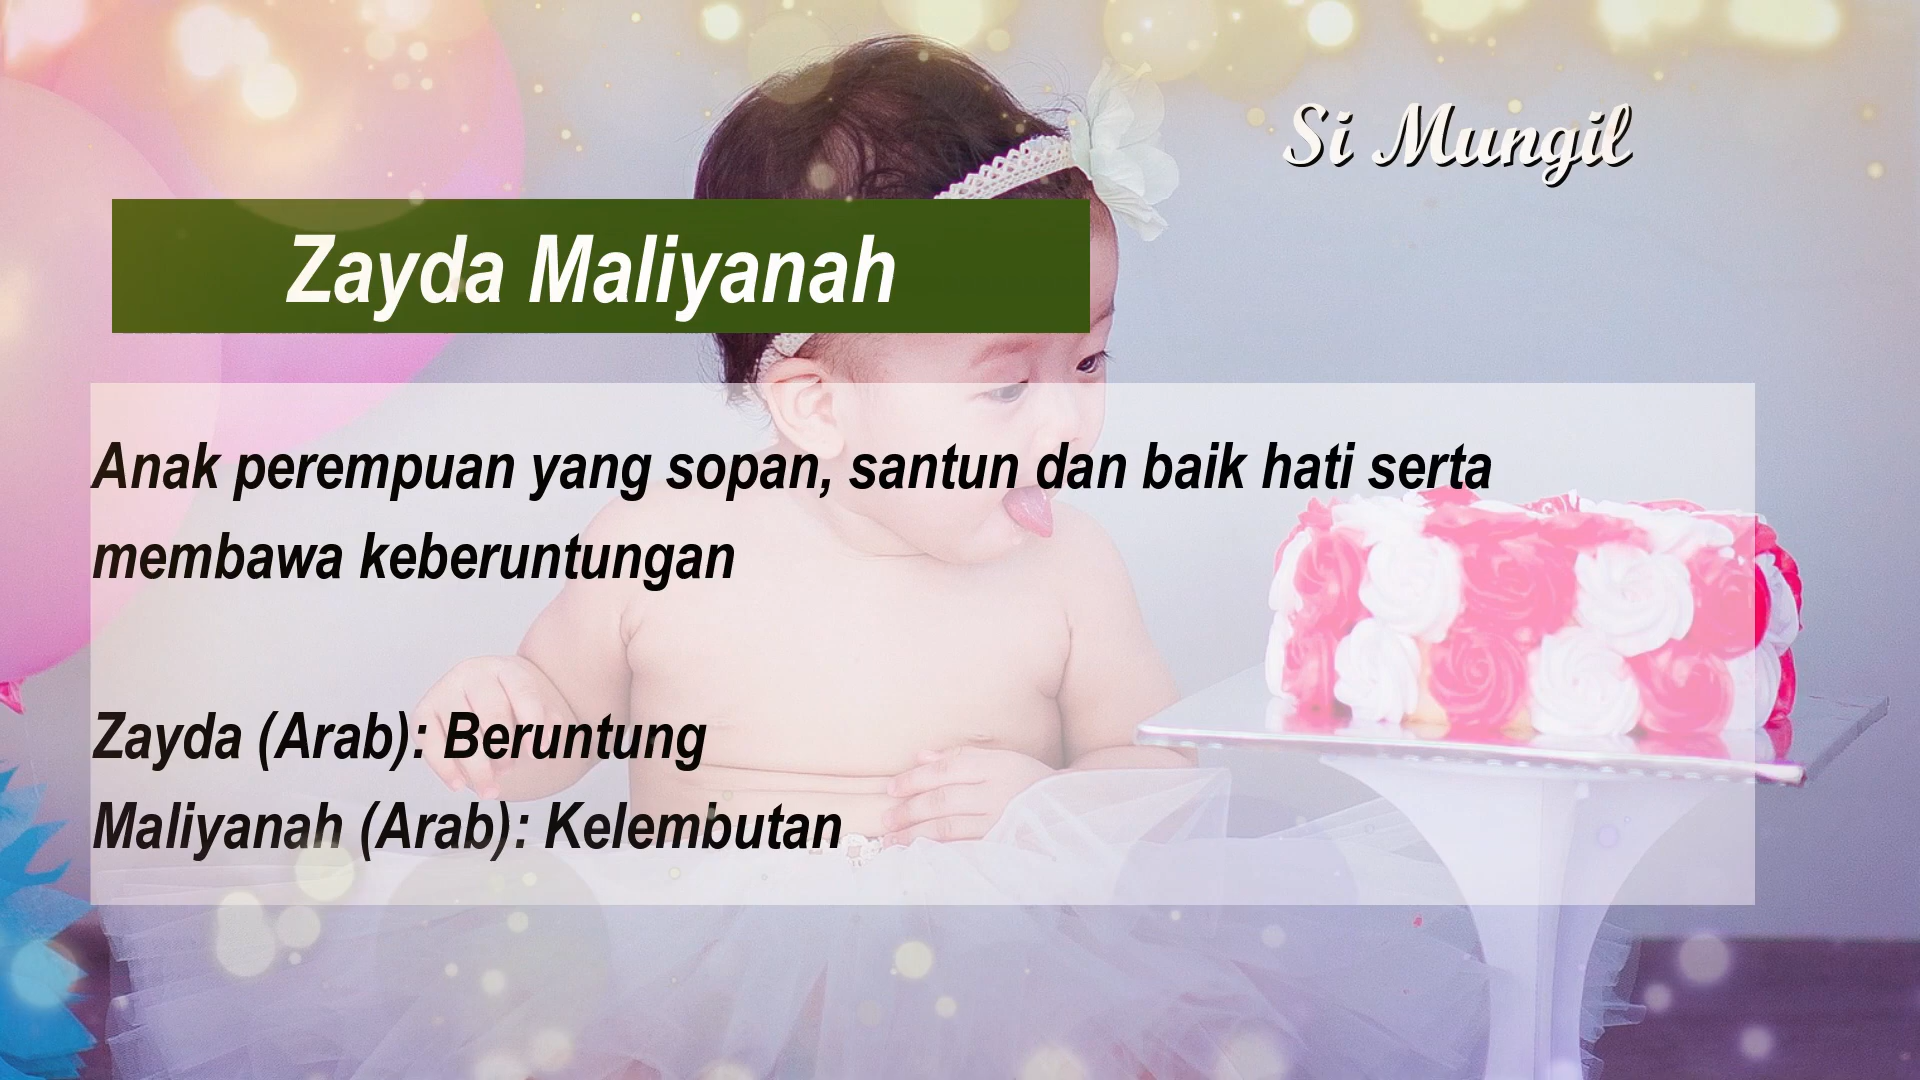 Si Mungil
Zayda Maliyanah
Anak perempuan yang sopan, santun dan baik hati serta
membawa keberuntungan
Zayda (Arab): Beruntung
Maliyanah (Arab): Kelembutan